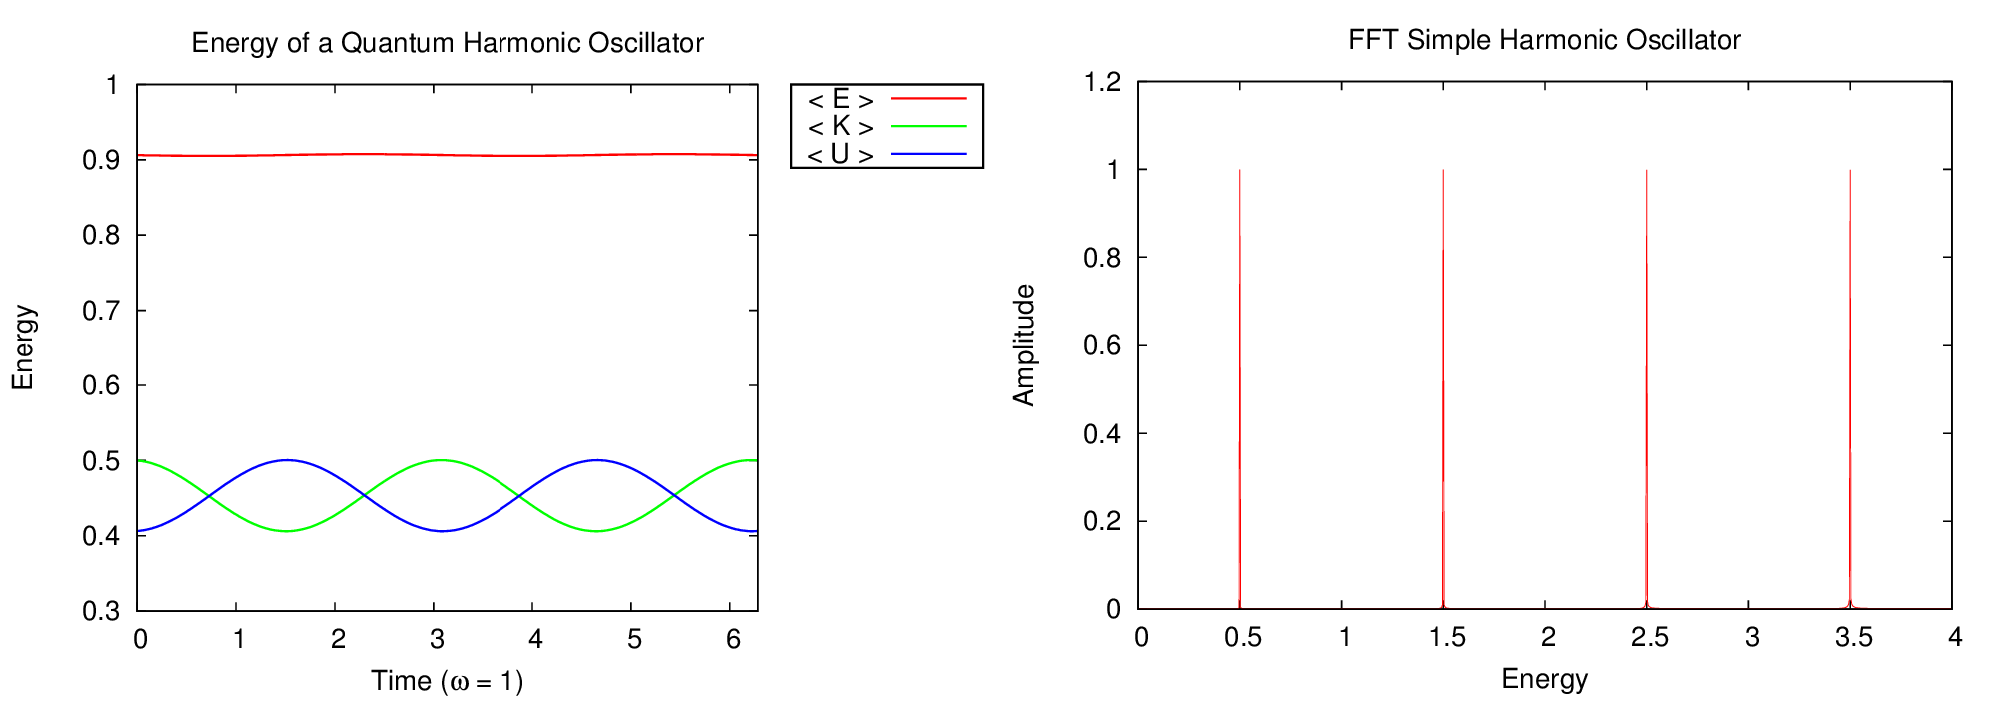 Energy of a Quantum Harmonic Oscillator
1
0.9
0.8
0.7
0.6
0.5
0.4
0.3
0 1 2 3 4 5 6
Energy
Time (ω = 1)
< E >
< K >
< U >
FFT Simple Harmonic Oscillator
1.2
1
0.8
0.6
0.4
0.2
0
0 0.5 1 1.5 2 2.5 3 3.5 4
Amplitude
Energy